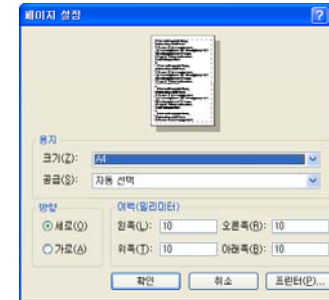 페이지 설정
용지
크기(Z): A4
공급(S): 자동 선택
방향
세로(O)
가로(A)
여백(밀리미터)
왼쪽(L): 10 오른쪽(R): 10
위쪽(T): 10 아래쪽(B): 10
확인 취소 프린터(P)...